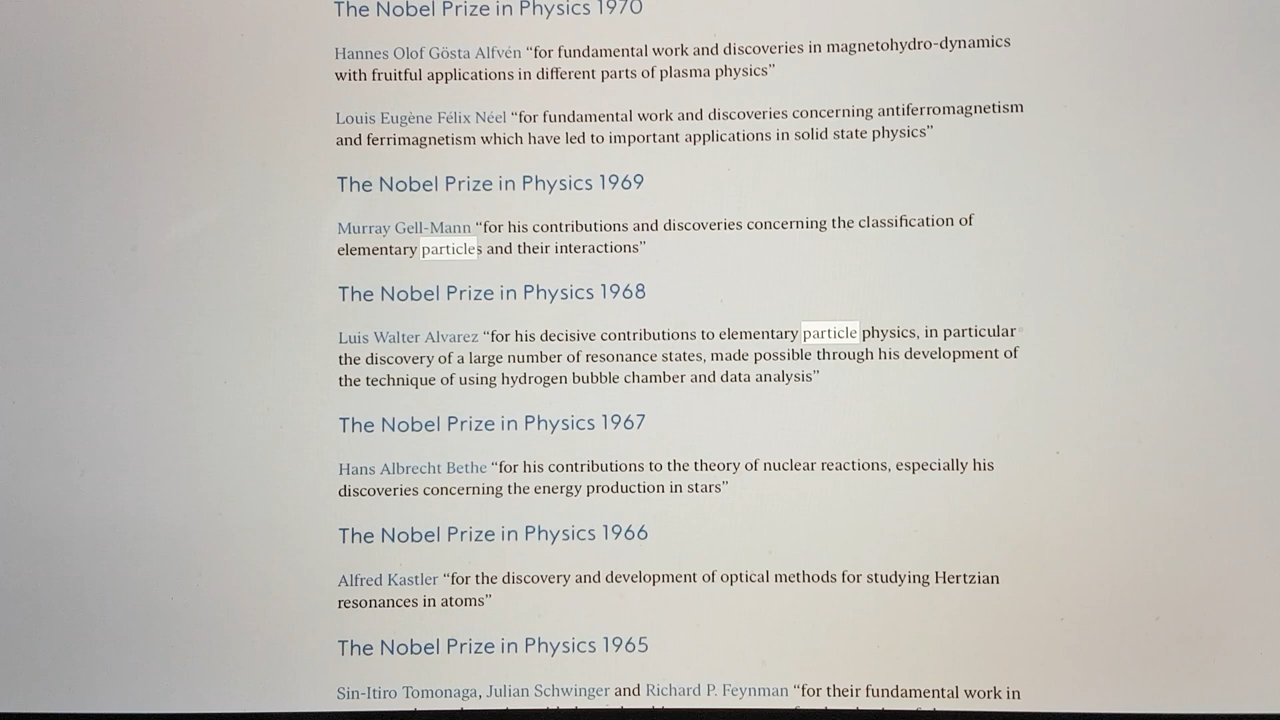 The Nobel Prize in Physics 1970
Hannes Olof Gösta Alfvén “for fundamental work and discoveries in magnetohydro-dynamics
with fruitful applications in different parts of plasma physics”
Louis Eugène Félix Néel “for fundamental work and discoveries concerning antiferromagnetism
and ferrimagnetism which have led to important applications in solid state physics”
The Nobel Prize in Physics 1969
Murray Gell-Mann “for his contributions and discoveries concerning the classification of
elementary particles and their interactions”
The Nobel Prize in Physics 1968
Luis Walter Alvarez “for his decisive contributions to elementary particle physics, in particular
the discovery of a large number of resonance states, made possible through his development of
the technique of using hydrogen bubble chamber and data analysis”
The Nobel Prize in Physics 1967
Hans Albrecht Bethe “for his contributions to the theory of nuclear reactions, especially his
discoveries concerning the energy production in stars”
The Nobel Prize in Physics 1966
Alfred Kastler “for the discovery and development of optical methods for studying Hertzian
resonances in atoms”
The Nobel Prize in Physics 1965
Sin-Itiro Tomonaga, Julian Schwinger and Richard P. Feynman “for their fundamental work in